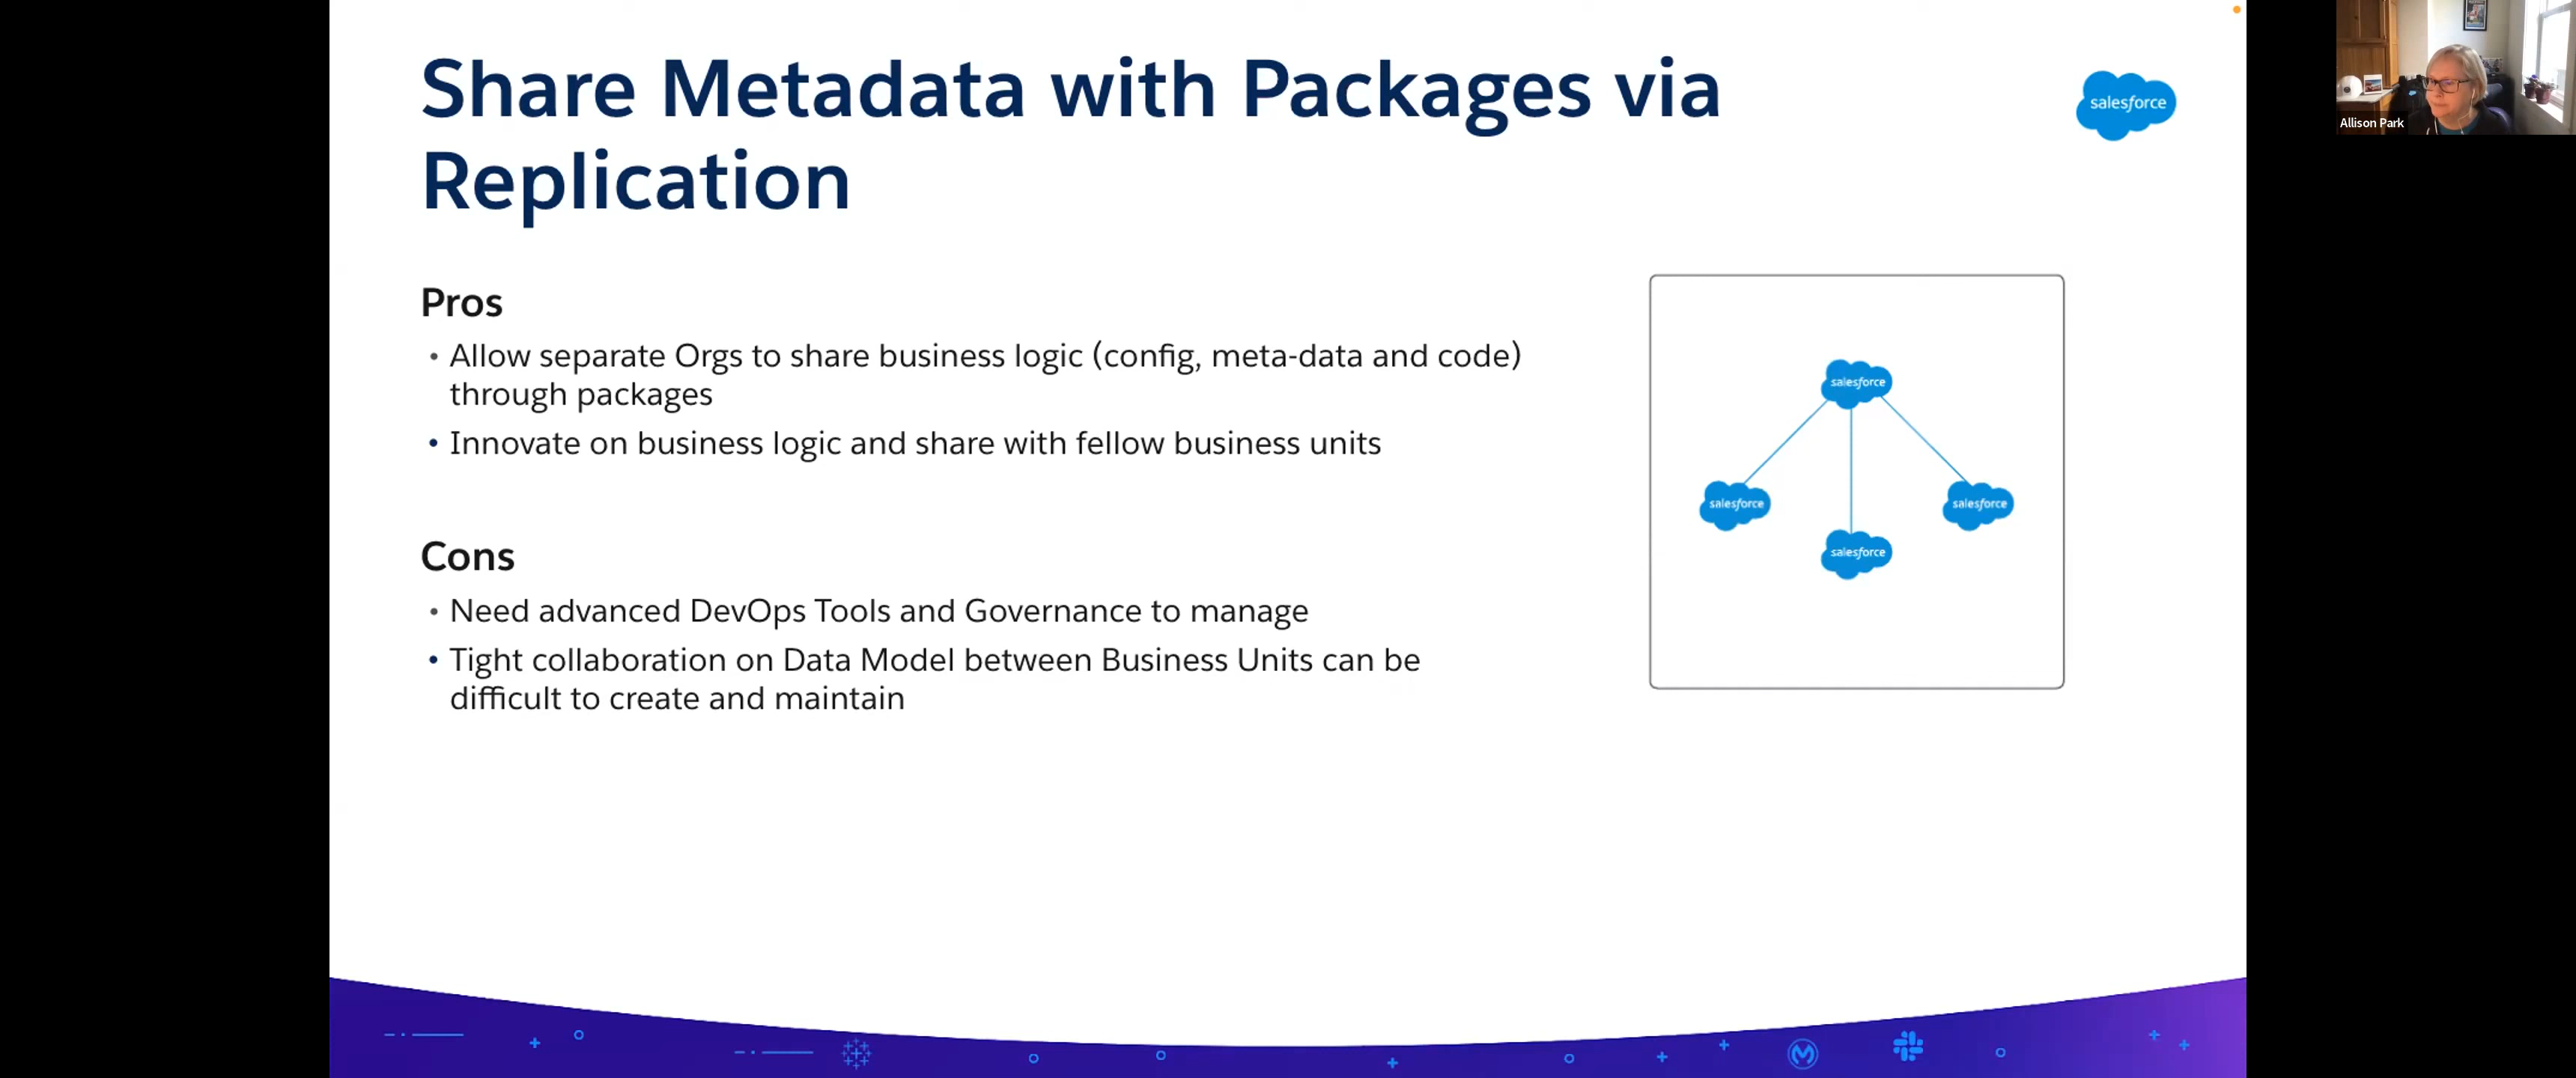 Share Metadata with Packages via
Replication
salesforce
Allison Park
Pros
• Allow separate Orgs to share business logic (config, meta-data and code)
through packages
• Innovate on business logic and share with fellow business units
Cons
• Need advanced DevOps Tools and Governance to manage
• Tight collaboration on Data Model between Business Units can be
difficult to create and maintain
salesforce
salesforce
salesforce
salesforce